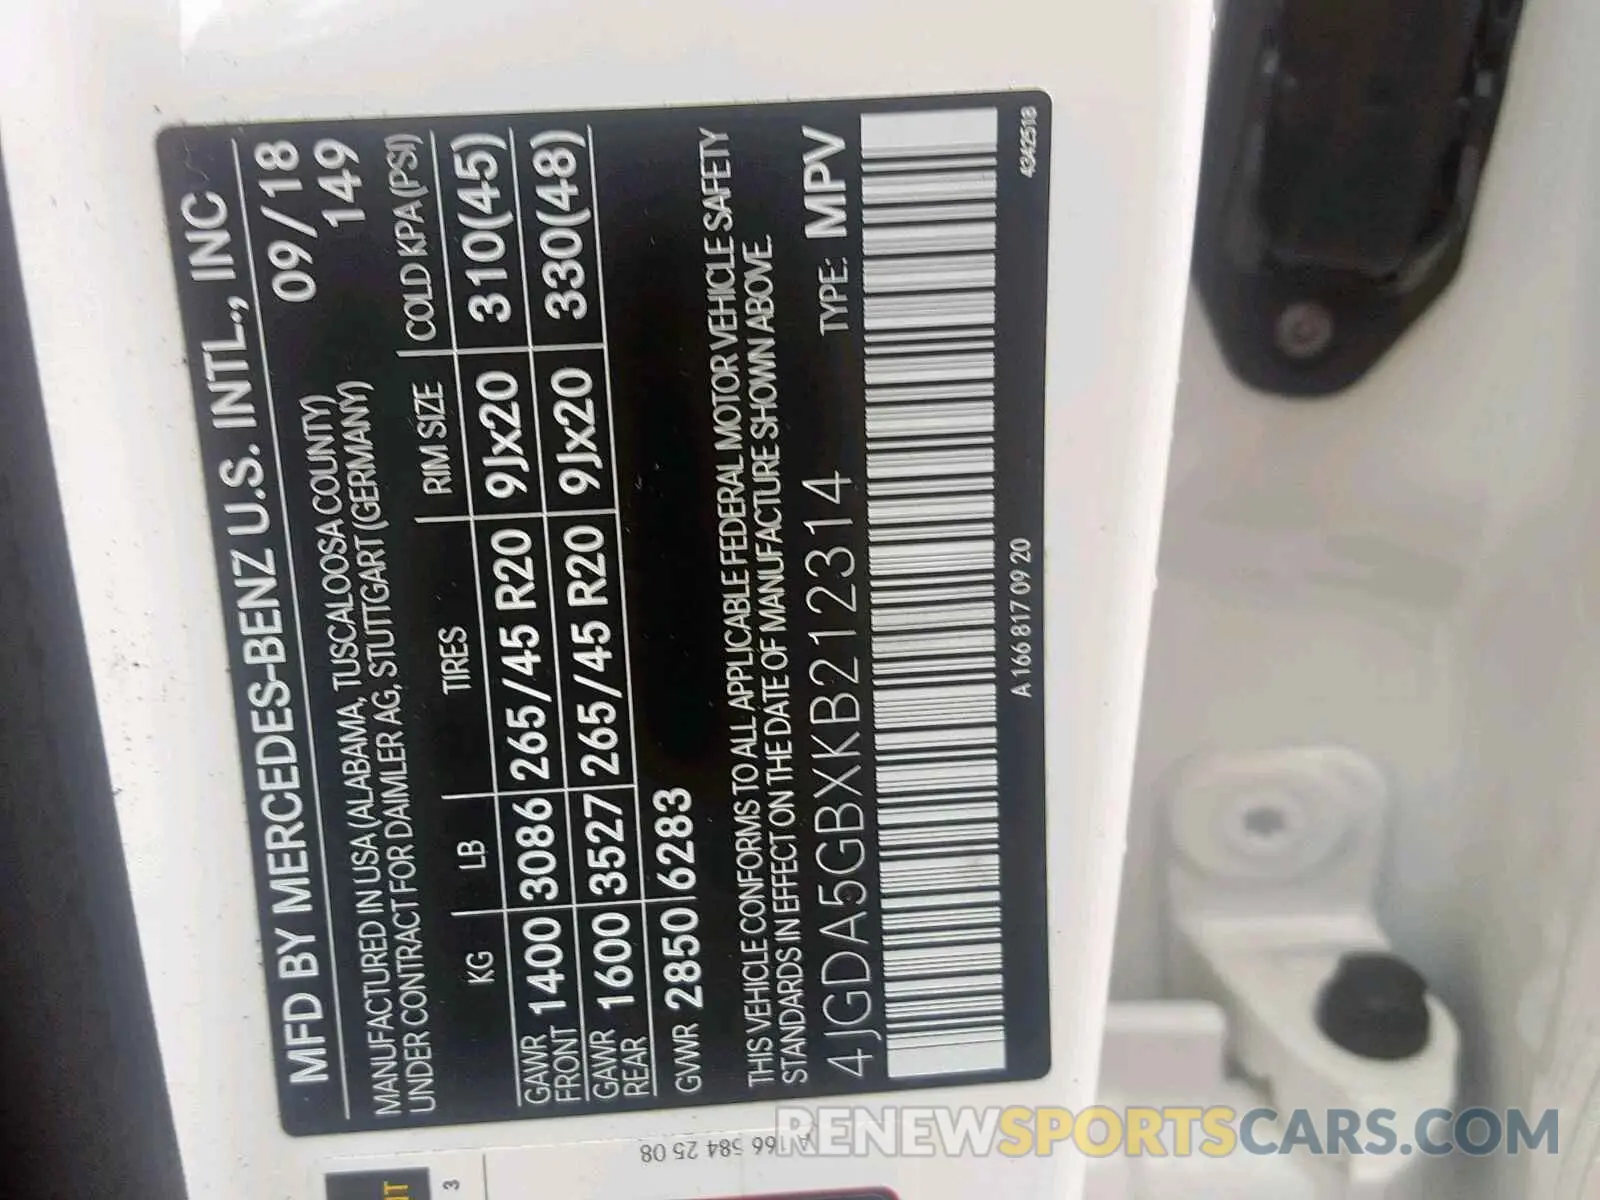 MFD BY MERCEDES-BENZ U.S. INTL., INC
09/18
MANUFACTURED IN USA (ALABAMA, TUSCALOOSA COUNTY) 149
UNDER CONTRACT FOR DAIMLER AG, STUTTGART (GERMANY)
KG LB TIRES RIM SIZE COLD KPA (PSI)
GAWR FRONT 1400 3086 265/45 R20 9Jx20 310(45)
GAWR REAR 1600 3527 265/45 R20 9Jx20 330(48)
GVWR 2850 6283
THIS VEHICLE CONFORMS TO ALL APPLICABLE FEDERAL MOTOR VEHICLE SAFETY
STANDARDS IN EFFECT ON THE DATE OF MANUFACTURE SHOWN ABOVE.
4JGDA5GBXKB212314 TYPE: MPV
A 166 817 09 20 4342518
A 166 584 25 08
3
RENEWSPORTSCARS.COM